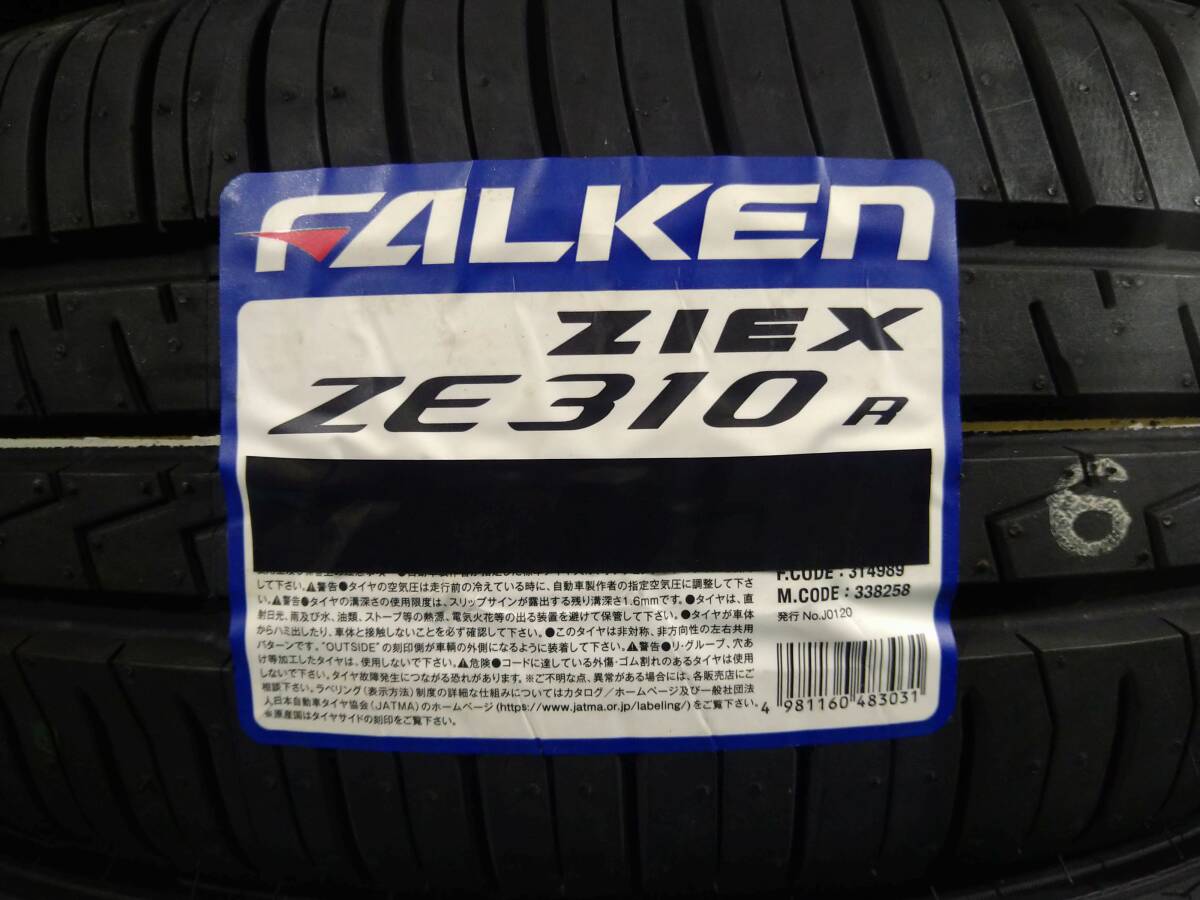 FALKEN
ZIEX
ZE310 R
F.CODE : 314989
して下さい。⚠警告●タイヤの空気圧は走行前の冷えている時に、自動車製作者の指定空気圧に調整して下さ
M.CODE : 338258
い。⚠警告●タイヤの溝深さの使用限度は、スリップサインが露出する残り溝深さ1.6mmです。●タイヤは、直
発行 No.J0120
射日光、雨及び水、油類、ストーブ等の熱源、電気火花等の出る装置を避けて保管して下さい。●タイヤが車体
からハミ出したり、車体と接触しないことを必ず確認して下さい。●このタイヤは非対称、非方向性の左右共用
パターンです。"OUTSIDE"の刻印側が車輌の外側になるように装着して下さい。⚠警告●リ・グルーブ、穴あ
け等加工したタイヤは、使用しないで下さい。⚠危険●コードに達している外傷・ゴム割れのあるタイヤは使用
しないで下さい。タイヤ故障発生につながる恐れがあります。※ご不明な点、異常がある場合には、各販売店にご
相談下さい。ラベリング(表示方法)制度の詳細な仕組みについてはカタログ/ホームページ及び一般社団法
人日本自動車タイヤ協会(JATMA)のホームページ(https://www.jatma.or.jp/labeling/)をご覧下さい。
※原産国はタイヤサイドの刻印をご覧下さい。
4 981160 483031
6